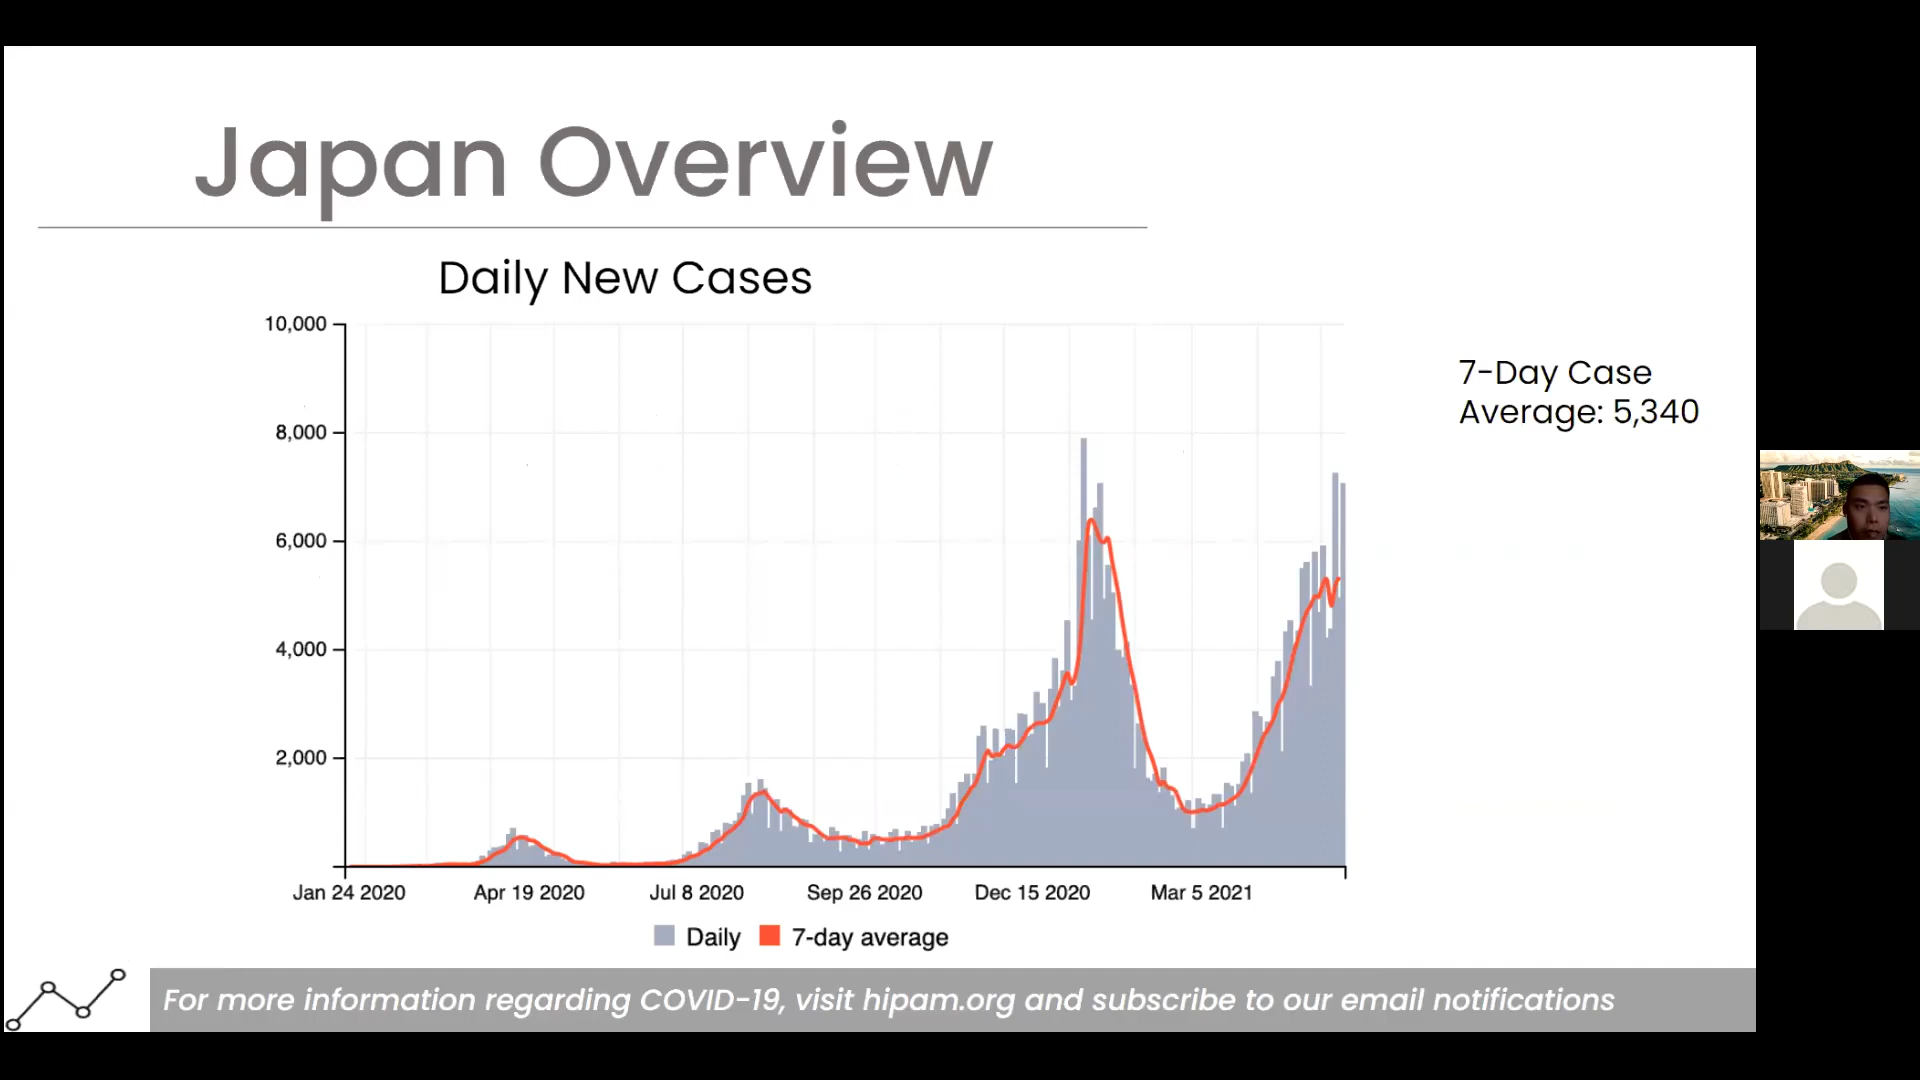 Japan Overview
Daily New Cases
10,000
8,000
6,000
4,000
2,000
7-Day Case
Average: 5,340
Jan 24 2020 Apr 19 2020 Jul 8 2020 Sep 26 2020 Dec 15 2020 Mar 5 2021
Daily 7-day average
For more information regarding COVID-19, visit hipam.org and subscribe to our email notifications